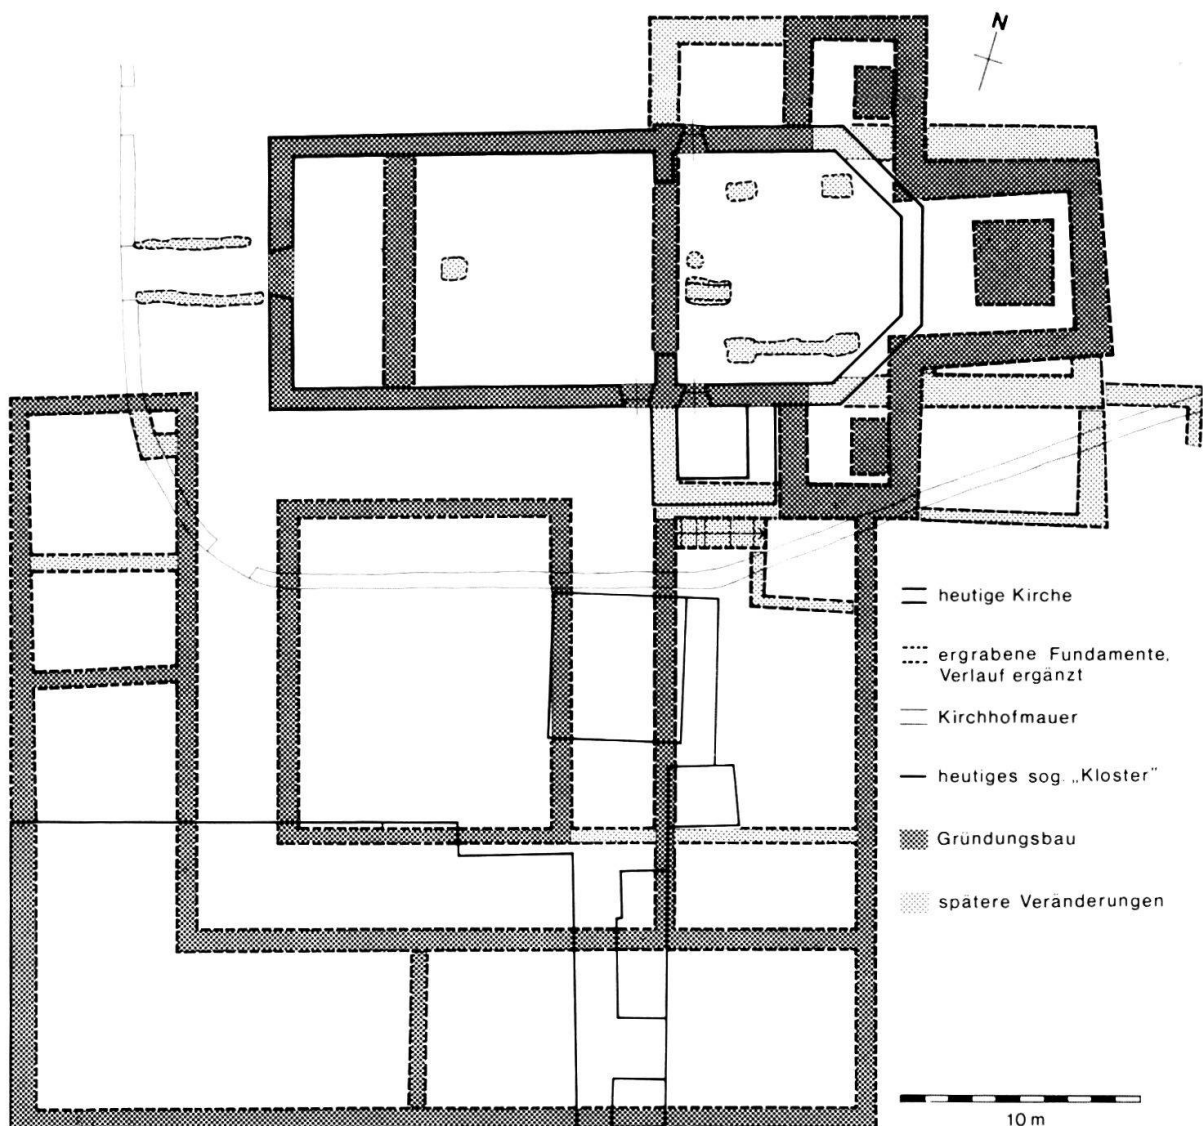 N
heutige Kirche
ergrabene Fundamente,
Verlauf ergänzt
Kirchhofmauer
heutiges sog. „Kloster"
Gründungsbau
spätere Veränderungen
10 m